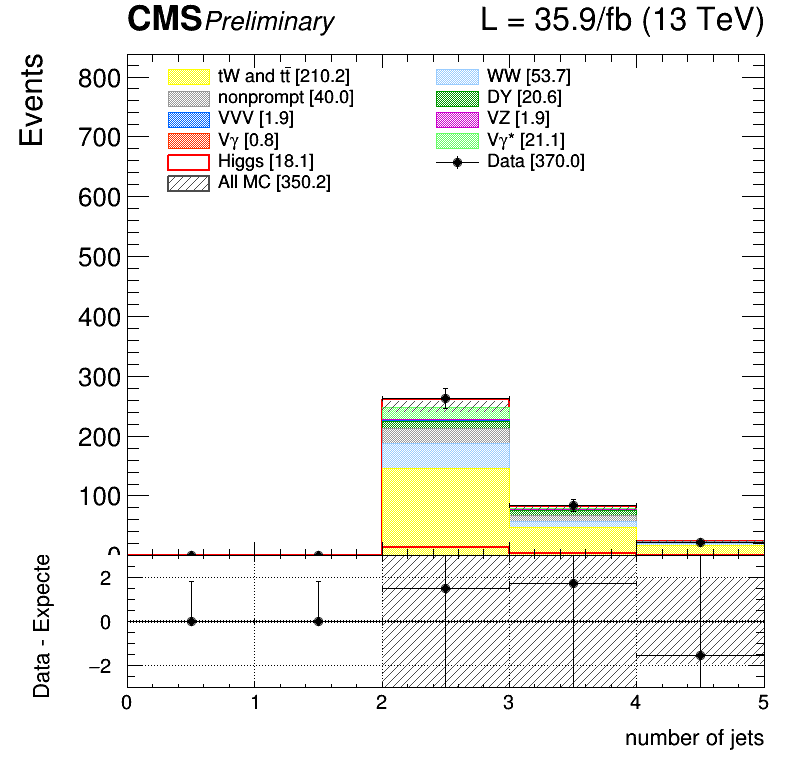 CMS Preliminary L = 35.9/fb (13 TeV)
Events
tW and tt̄ [210.2] WW [53.7]
nonprompt [40.0] DY [20.6]
VVV [1.9] VZ [1.9]
Vγ [0.8] Vγ* [21.1]
Higgs [18.1] Data [370.0]
All MC [350.2]
800
700
600
500
400
300
200
100
0
Data - Expecte
2
0
−2
0 1 2 3 4 5
number of jets